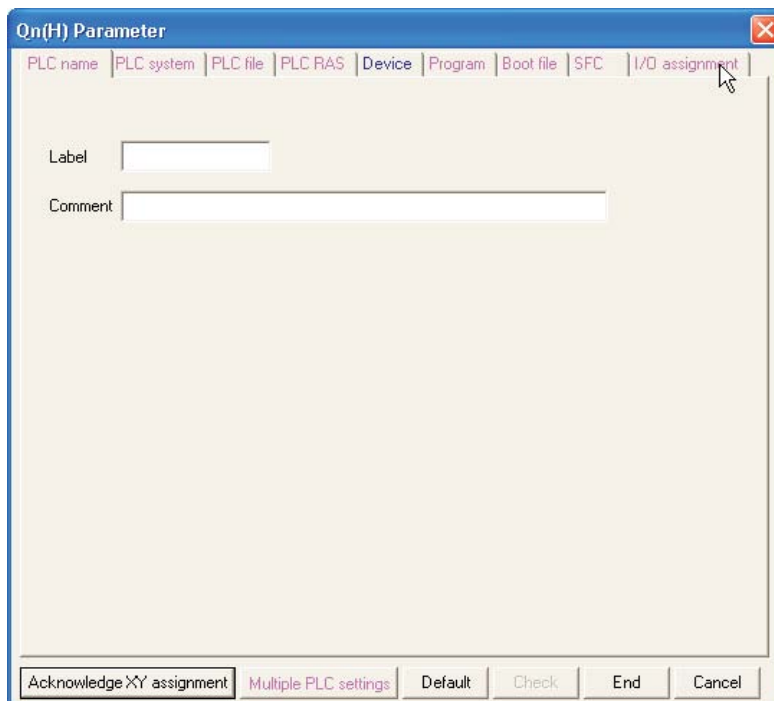 Qn(H) Parameter
PLC name PLC system PLC file PLC RAS Device Program Boot file SFC I/O assignment
Label
Comment
Acknowledge XY assignment Multiple PLC settings Default Check End Cancel